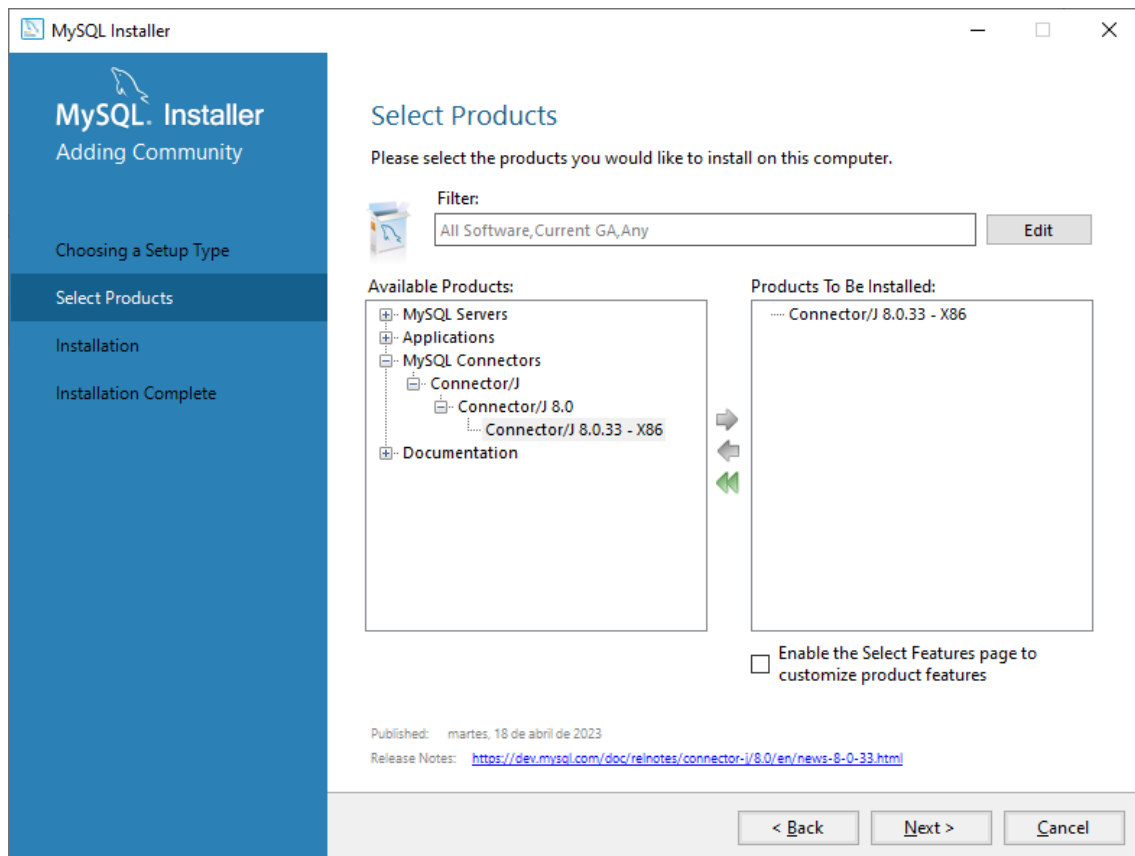 MySQL Installer
MySQL. Installer
Adding Community
Choosing a Setup Type
Select Products
Installation
Installation Complete
Select Products
Please select the products you would like to install on this computer.
Filter:
All Software,Current GA,Any
Edit
Available Products:
MySQL Servers
Applications
MySQL Connectors
Connector/J
Connector/J 8.0
Connector/J 8.0.33 - X86
Documentation
Products To Be Installed:
Connector/J 8.0.33 - X86
Enable the Select Features page to
customize product features
Published: martes, 18 de abril de 2023
Release Notes: https://dev.mysql.com/doc/relnotes/connector-j/8.0/en/news-8-0-33.html
< Back
Next >
Cancel